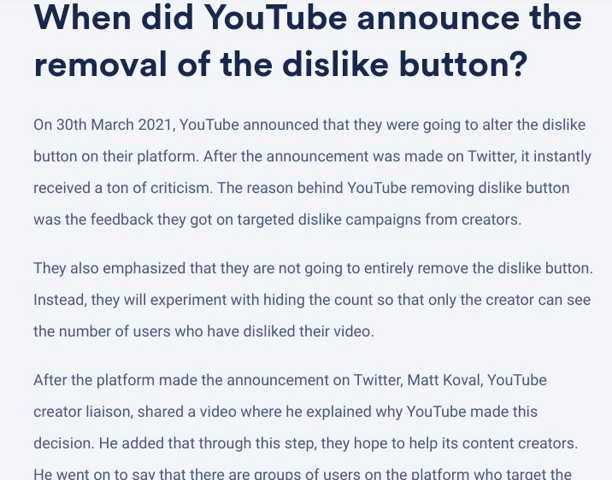 When did YouTube announce the
removal of the dislike button?
On 30th March 2021, YouTube announced that they were going to alter the dislike
button on their platform. After the announcement was made on Twitter, it instantly
received a ton of criticism. The reason behind YouTube removing dislike button
was the feedback they got on targeted dislike campaigns from creators.
They also emphasized that they are not going to entirely remove the dislike button.
Instead, they will experiment with hiding the count so that only the creator can see
the number of users who have disliked their video.
After the platform made the announcement on Twitter, Matt Koval, YouTube
creator liaison, shared a video where he explained why YouTube made this
decision. He added that through this step, they hope to help its content creators.
He went on to say that there are groups of users on the platform who target the